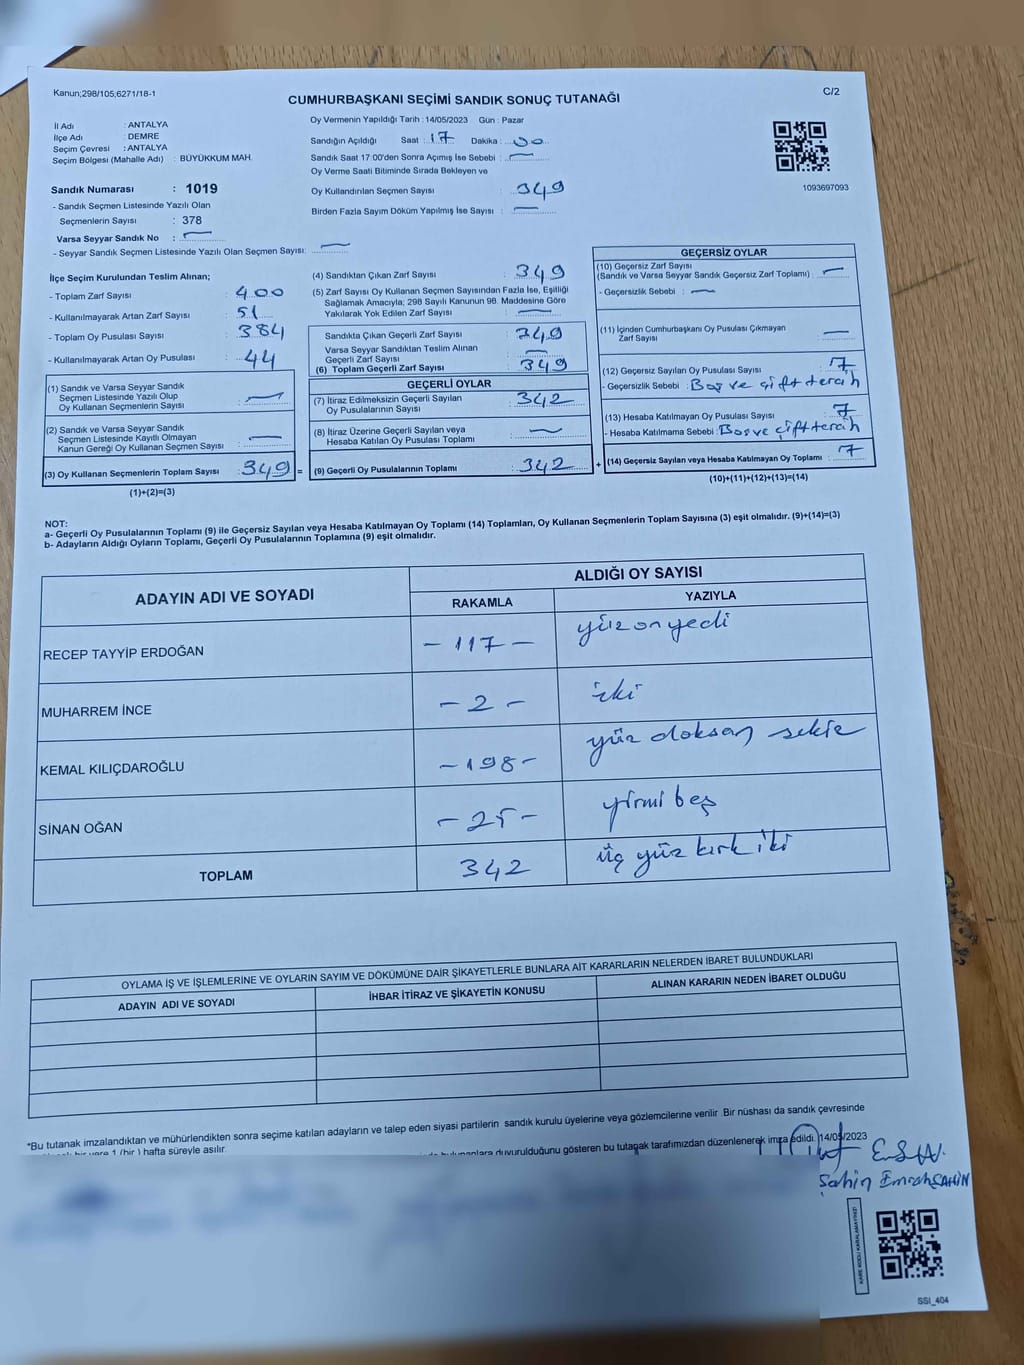 Kanun;298/105;6271/18-1
C/2
CUMHURBAŞKANI SEÇİMİ SANDIK SONUÇ TUTANAĞI
İl Adı : ANTALYA
İlçe Adı : DEMRE
Seçim Çevresi : ANTALYA
Seçim Bölgesi (Mahalle Adı) : BÜYÜKKUM MAH.
Sandık Numarası : 1019
- Sandık Seçmen Listesinde Yazılı Olan
Seçmenlerin Sayısı : 378
Varsa Seyyar Sandık No : —
- Seyyar Sandık Seçmen Listesinde Yazılı Olan Seçmen Sayısı: —
Oy Vermenin Yapıldığı Tarih : 14/05/2023 Gün : Pazar
Sandığın Açıldığı Saat : 17 Dakika : 00
Sandık Saat 17:00'den Sonra Açımış İse Sebebi : —
Oy Verme Saati Bitiminde Sırada Bekleyen ve
Oy Kullandırılan Seçmen Sayısı : 349
Birden Fazla Sayım Döküm Yapılmış İse Sayısı : —
1093697093
İlçe Seçim Kurulundan Teslim Alınan;
- Toplam Zarf Sayısı : 400
- Kullanılmayarak Artan Zarf Sayısı : 51
- Toplam Oy Pusulası Sayısı : 384
- Kullanılmayarak Artan Oy Pusulası : 44
(1) Sandık ve Varsa Seyyar Sandık
Seçmen Listesinde Yazılı Olup
Oy Kullanan Seçmenlerin Sayısı : —
(2) Sandık ve Varsa Seyyar Sandık
Seçmen Listesinde Kayıtlı Olmayan
Kanun Gereği Oy Kullanan Seçmen Sayısı : —
(3) Oy Kullanan Seçmenlerin Toplam Sayısı : 349 =
(1)+(2)=(3)
(4) Sandıktan Çıkan Zarf Sayısı : 349
(5) Zarf Sayısı Oy Kullanan Seçmen Sayısından Fazla İse, Eşitliği
Sağlamak Amacıyla; 298 Sayılı Kanunun 98. Maddesine Göre
Yakılarak Yok Edilen Zarf Sayısı : —
Sandıkta Çıkan Geçerli Zarf Sayısı : 349
Varsa Seyyar Sandıktan Teslim Alınan
Geçerli Zarf Sayısı : —
(6) Toplam Geçerli Zarf Sayısı : 349
GEÇERLİ OYLAR
(7) İtiraz Edilmeksizin Geçerli Sayılan
Oy Pusulalarının Sayısı : 342
(8) İtiraz Üzerine Geçerli Sayılan veya
Hesaba Katılan Oy Pusulası Toplamı : —
(9) Geçerli Oy Pusulalarının Toplamı : 342 +
GEÇERSİZ OYLAR
(10) Geçersiz Zarf Sayısı
(Sandık ve Varsa Seyyar Sandık Geçersiz Zarf Toplamı) : —
- Geçersizlik Sebebi : —
(11) İçinden Cumhurbaşkanı Oy Pusulası Çıkmayan
Zarf Sayısı : —
(12) Geçersiz Sayılan Oy Pusulası Sayısı : 7
- Geçersizlik Sebebi : Boş ve çift tercih
(13) Hesaba Katılmayan Oy Pusulası Sayısı : 7
- Hesaba Katılmama Sebebi : Bos ve Çift tercih
(14) Geçersiz Sayılan veya Hesaba Katılmayan Oy Toplamı : 7
(10)+(11)+(12)+(13)=(14)
NOT:
a- Geçerli Oy Pusulalarının Toplamı (9) ile Geçersiz Sayılan veya Hesaba Katılmayan Oy Toplamı (14) Toplamları, Oy Kullanan Seçmenlerin Toplam Sayısına (3) eşit olmalıdır. (9)+(14)=(3)
b- Adayların Aldığı Oyların Toplamı, Geçerli Oy Pusulalarının Toplamına (9) eşit olmalıdır.
ADAYIN ADI VE SOYADI
ALDIĞI OY SAYISI
RAKAMLA YAZIYLA
RECEP TAYYİP ERDOĞAN - 117 - yüz on yedi
MUHARREM İNCE - 2 - iki
KEMAL KILIÇDAROĞLU - 198 - yüz doksan sekiz
SİNAN OĞAN - 25 - yirmi beş
TOPLAM 342 üç yüz kırk iki
OYLAMA İŞ VE İŞLEMLERİNE VE OYLARIN SAYIM VE DÖKÜMÜNE DAİR ŞİKAYETLERLE BUNLARA AİT KARARLARIN NELERDEN İBARET BULUNDUKLARI
ADAYIN ADI VE SOYADI İHBAR İTİRAZ VE ŞİKAYETİN KONUSU ALINAN KARARIN NEDEN İBARET OLDUĞU
*Bu tutanak imzalandıktan ve mühürlendikten sonra seçime katılan adayların ve talep eden siyasi partilerin sandık kurulu üyelerine veya gözlemcilerine verilir .Bir nüshası da sandık çevresinde
1 (bir ) hafta süreyle asılır. duyurulduğunu gösteren bu tutanak tarafımızdan düzenlenerek imza edildi. 14/05/2023
Şahin Emrah ŞAHİN
KARE KODU KARALAMAYINIZ!
SSI_404